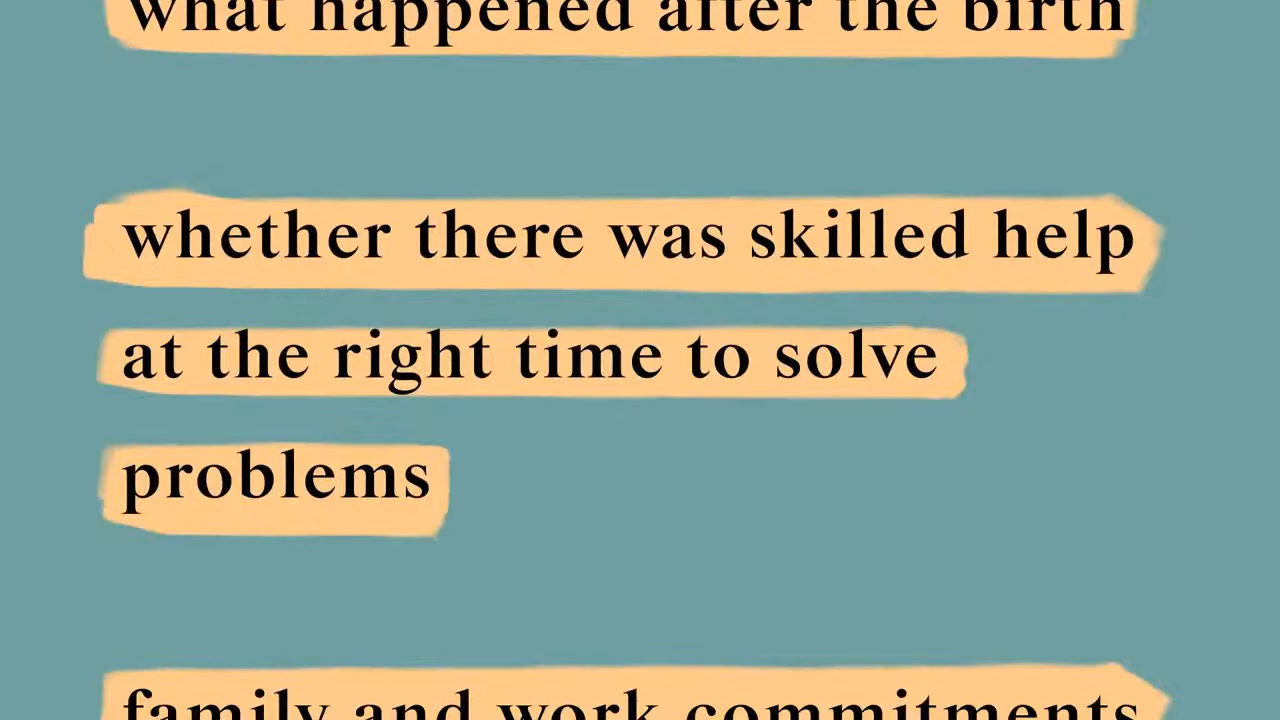 what happened after the birth
whether there was skilled help
at the right time to solve
problems
family and work commitments